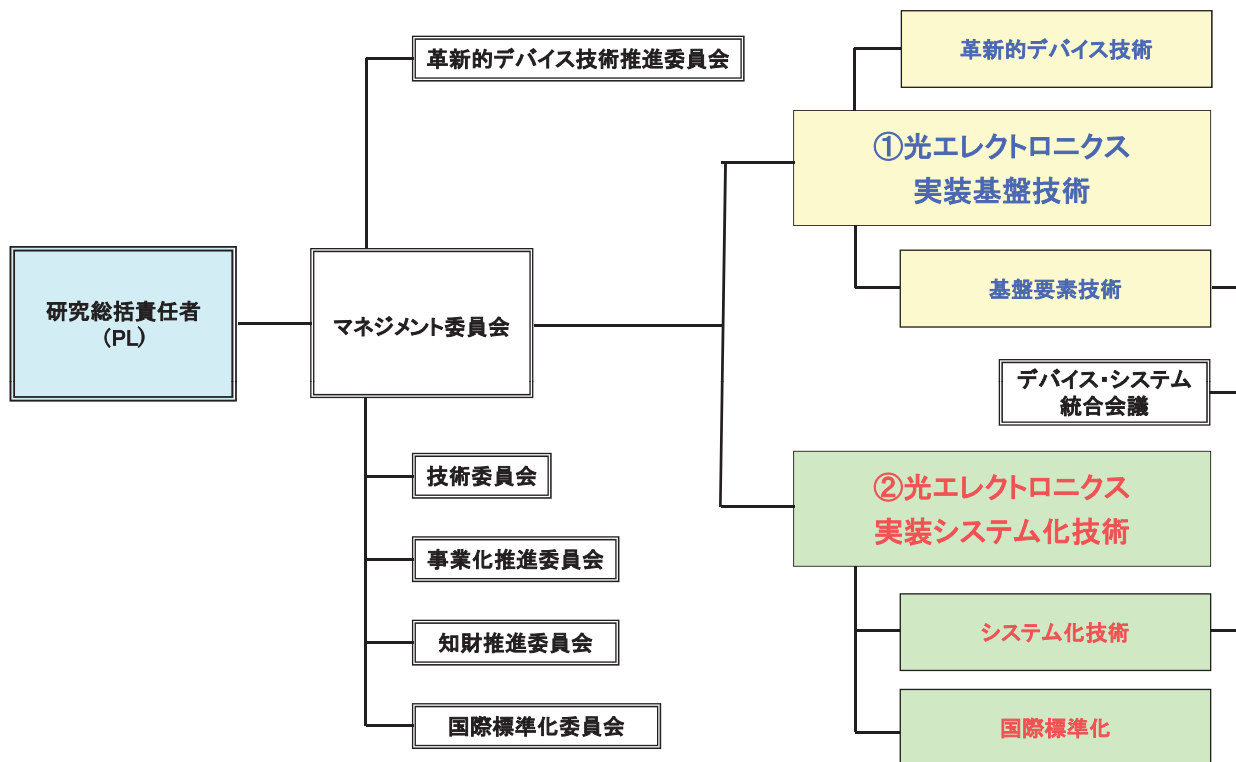 革新的デバイス技術推進委員会
革新的デバイス技術
①光エレクトロニクス
実装基盤技術
研究総括責任者
(PL)
マネジメント委員会
基盤要素技術
デバイス・システム
統合会議
技術委員会
②光エレクトロニクス
実装システム化技術
事業化推進委員会
知財推進委員会
システム化技術
国際標準化委員会
国際標準化